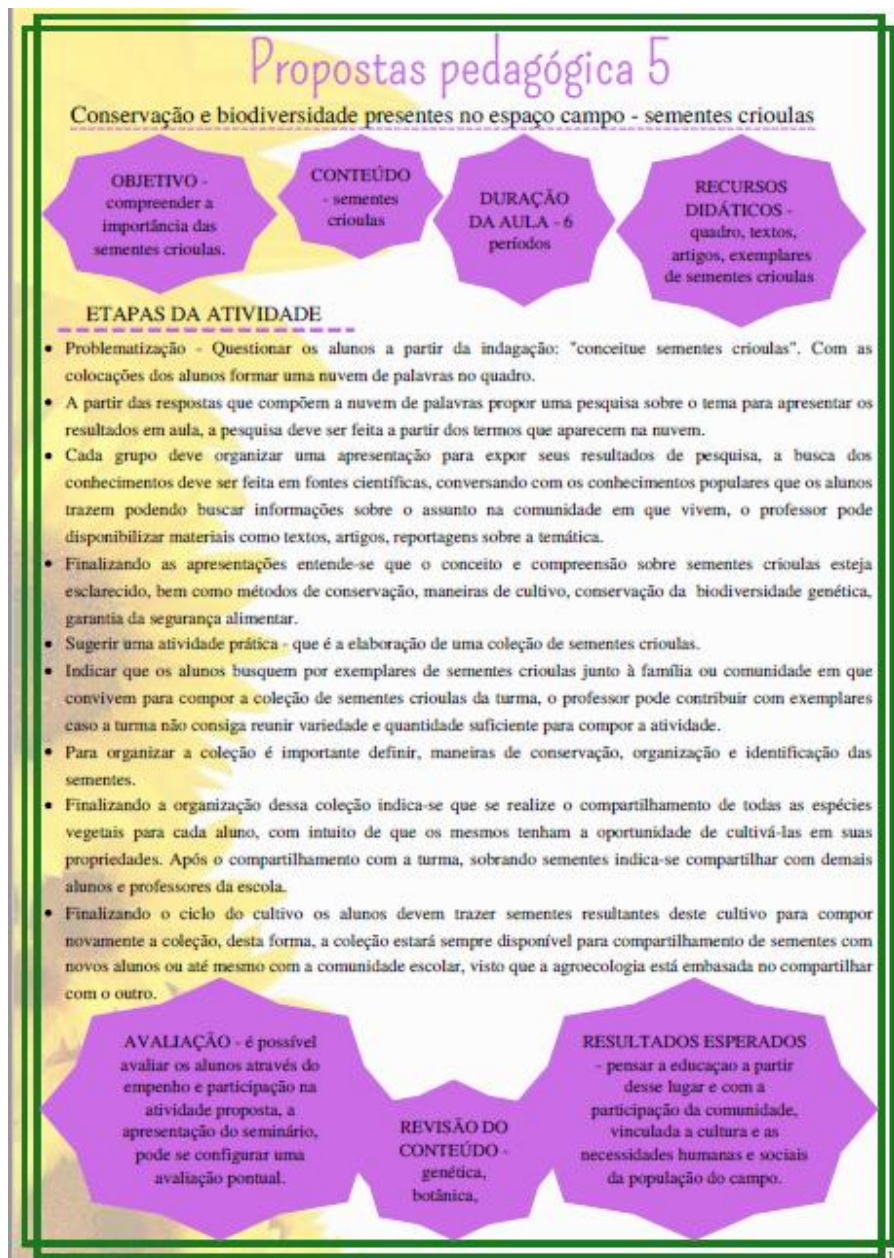 Propostas pedagógica 5
Conservação e biodiversidade presentes no espaço campo - sementes crioulas
OBJETIVO -
compreender a
importância das
sementes crioulas.
CONTEÚDO
- sementes
crioulas
DURAÇÃO
DA AULA - 6
períodos
RECURSOS
DIDÁTICOS -
quadro, textos,
artigos, exemplares
de sementes crioulas
ETAPAS DA ATIVIDADE
• Problematização - Questionar os alunos a partir da indagação: "conceitue sementes crioulas". Com as
colocações dos alunos formar uma nuvem de palavras no quadro.
• A partir das respostas que compõem a nuvem de palavras propor uma pesquisa sobre o tema para apresentar os
resultados em aula, a pesquisa deve ser feita a partir dos termos que aparecem na nuvem.
• Cada grupo deve organizar uma apresentação para expor seus resultados de pesquisa, a busca dos
conhecimentos deve ser feita em fontes científicas, conversando com os conhecimentos populares que os alunos
trazem podendo buscar informações sobre o assunto na comunidade em que vivem, o professor pode
disponibilizar materiais como textos, artigos, reportagens sobre a temática.
• Finalizando as apresentações entende-se que o conceito e compreensão sobre sementes crioulas esteja
esclarecido, bem como métodos de conservação, maneiras de cultivo, conservação da biodiversidade genética,
garantia da segurança alimentar.
• Sugerir uma atividade prática - que é a elaboração de uma coleção de sementes crioulas.
• Indicar que os alunos busquem por exemplares de sementes crioulas junto à família ou comunidade em que
convivem para compor a coleção de sementes crioulas da turma, o professor pode contribuir com exemplares
caso a turma não consiga reunir variedade e quantidade suficiente para compor a atividade.
• Para organizar a coleção é importante definir, maneiras de conservação, organização e identificação das
sementes.
• Finalizando a organização dessa coleção indica-se que se realize o compartilhamento de todas as espécies
vegetais para cada aluno, com intuito de que os mesmos tenham a oportunidade de cultivá-las em suas
propriedades. Após o compartilhamento com a turma, sobrando sementes indica-se compartilhar com demais
alunos e professores da escola.
• Finalizando o ciclo do cultivo os alunos devem trazer sementes resultantes deste cultivo para compor
novamente a coleção, desta forma, a coleção estará sempre disponível para compartilhamento de sementes com
novos alunos ou até mesmo com a comunidade escolar, visto que a agroecologia está embasada no compartilhar
com o outro.
AVALIAÇÃO - é possível
avaliar os alunos através do
empenho e participação na
atividade proposta, a
apresentação do seminário,
pode se configurar uma
avaliação pontual.
REVISÃO DO
CONTEÚDO -
genética,
botânica,
RESULTADOS ESPERADOS
- pensar a educaçao a partir
desse lugar e com a
participação da comunidade,
vinculada a cultura e as
necessidades humanas e sociais
da população do campo.